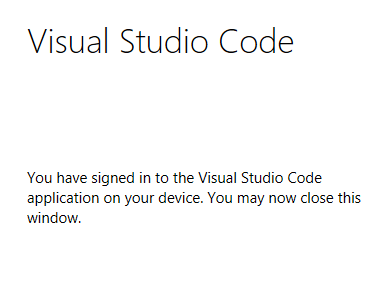 Visual Studio Code
You have signed in to the Visual Studio Code
application on your device. You may now close this
window.